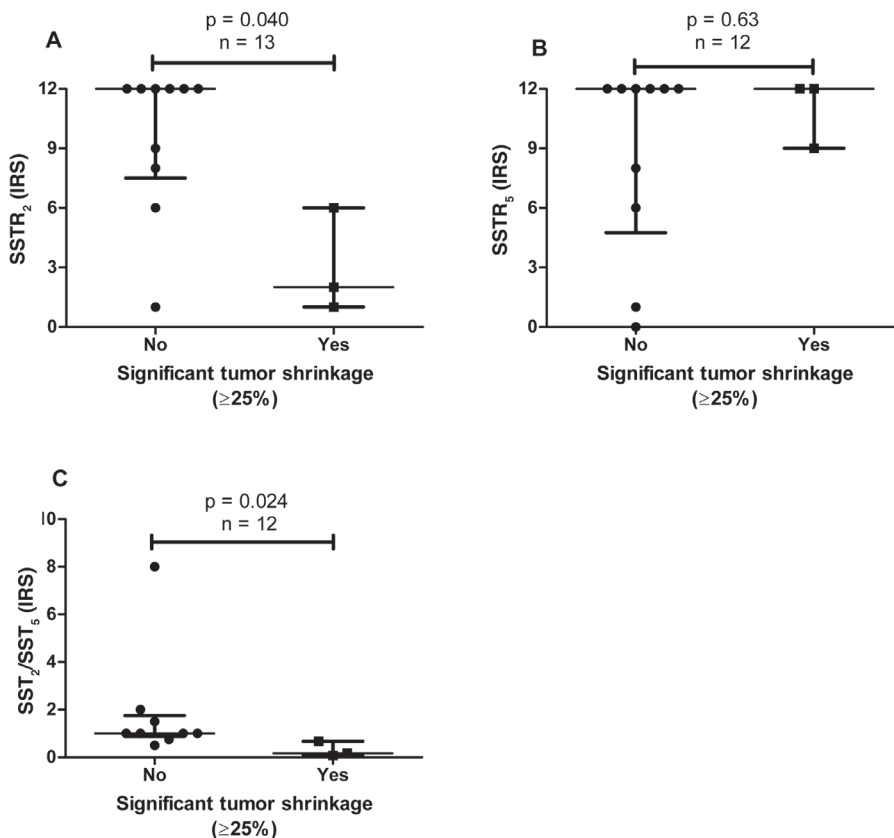 A
p = 0.040
n = 13
SSTR2 (IRS)
12
9
6
3
0
No Yes
Significant tumor shrinkage
(≥25%)
B
p = 0.63
n = 12
SSTR5 (IRS)
12
9
6
3
0
No Yes
Significant tumor shrinkage
(≥25%)
C
p = 0.024
n = 12
SST2/SST5 (IRS)
10
8
6
4
2
0
No Yes
Significant tumor shrinkage
(≥25%)